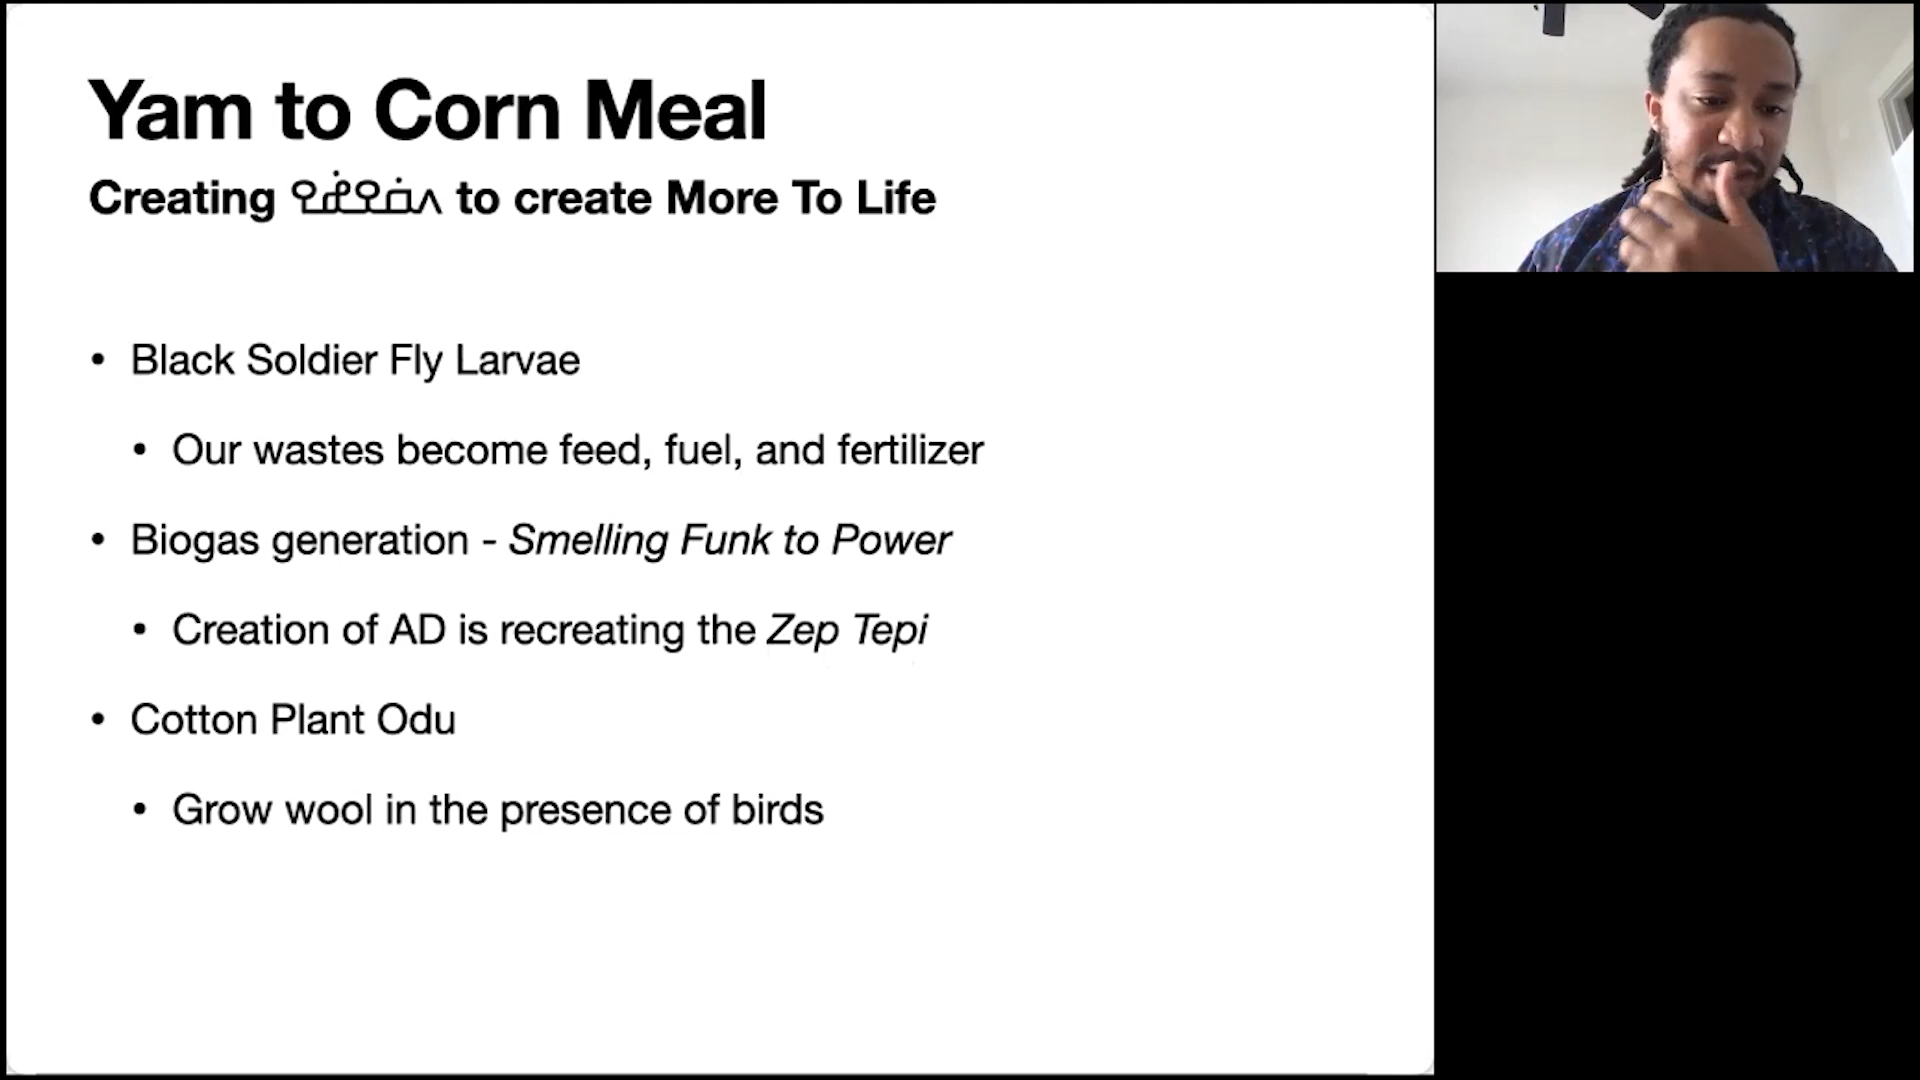 Yam to Corn Meal
Creating to create More To Life
• Black Soldier Fly Larvae
• Our wastes become feed, fuel, and fertilizer
• Biogas generation - Smelling Funk to Power
• Creation of AD is recreating the Zep Tepi
• Cotton Plant Odu
• Grow wool in the presence of birds